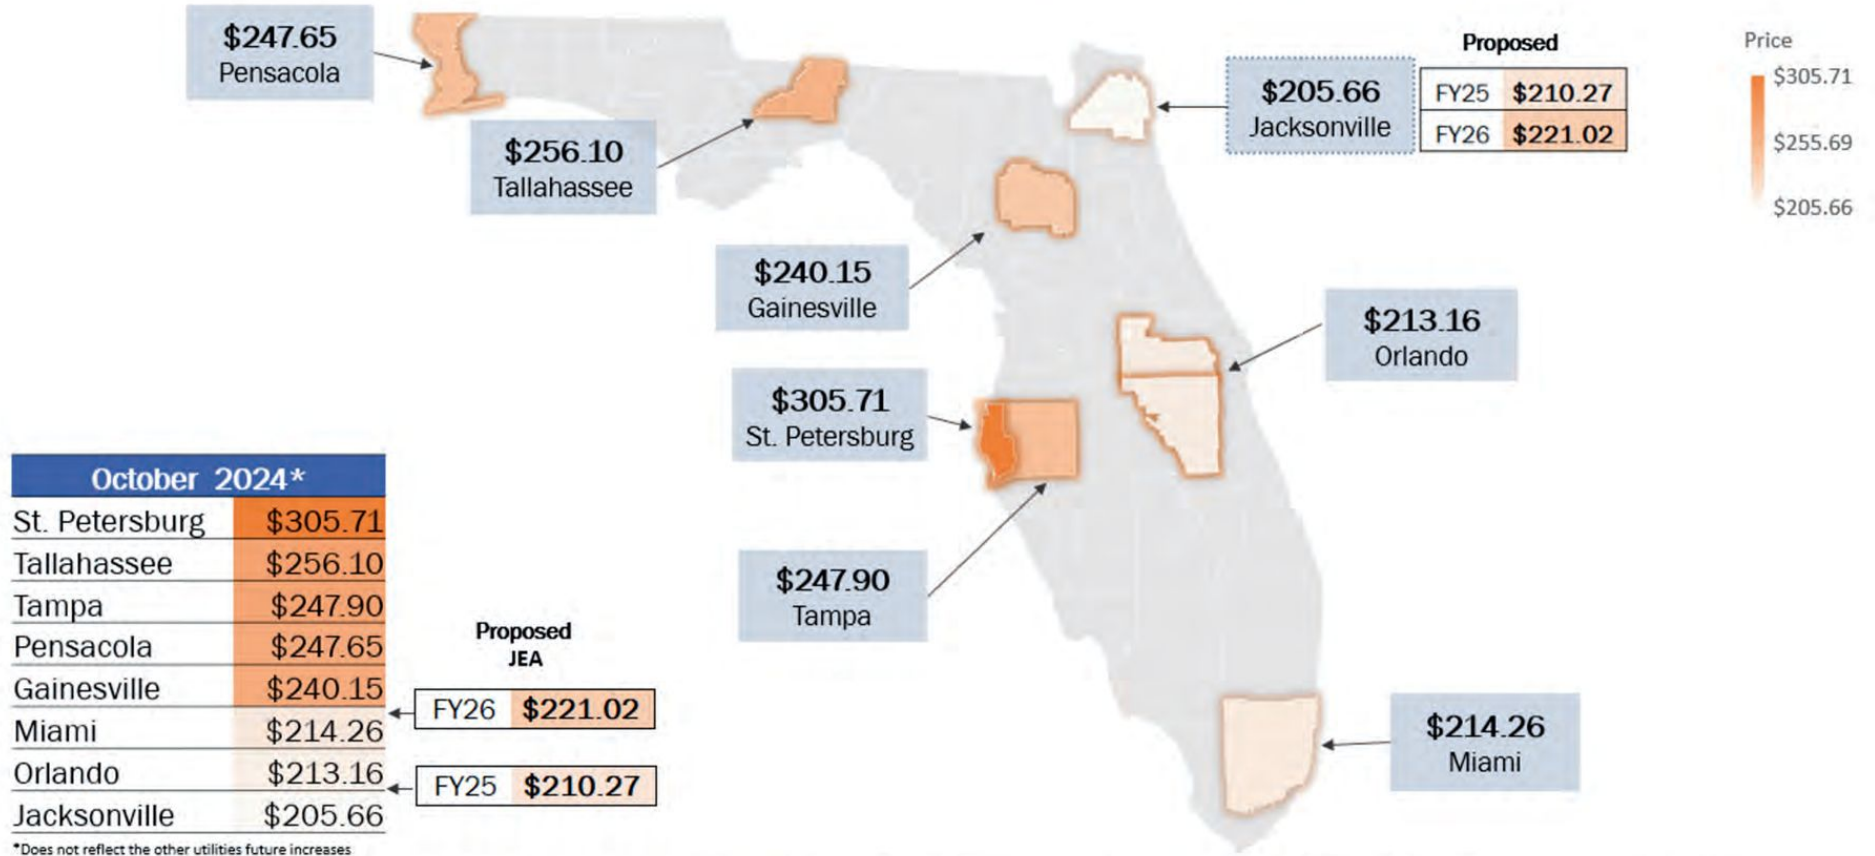 $247.65
Pensacola
$256.10
Tallahassee
$205.66
Jacksonville
Proposed
FY25 $210.27
FY26 $221.02
Price
$305.71
$255.69
$205.66
$240.15
Gainesville
$213.16
Orlando
$305.71
St. Petersburg
$247.90
Tampa
$214.26
Miami
October 2024*
St. Petersburg $305.71
Tallahassee $256.10
Tampa $247.90
Pensacola $247.65
Gainesville $240.15
Miami $214.26
Orlando $213.16
Jacksonville $205.66
*Does not reflect the other utilities future increases
Proposed
JEA
FY26 $221.02
FY25 $210.27